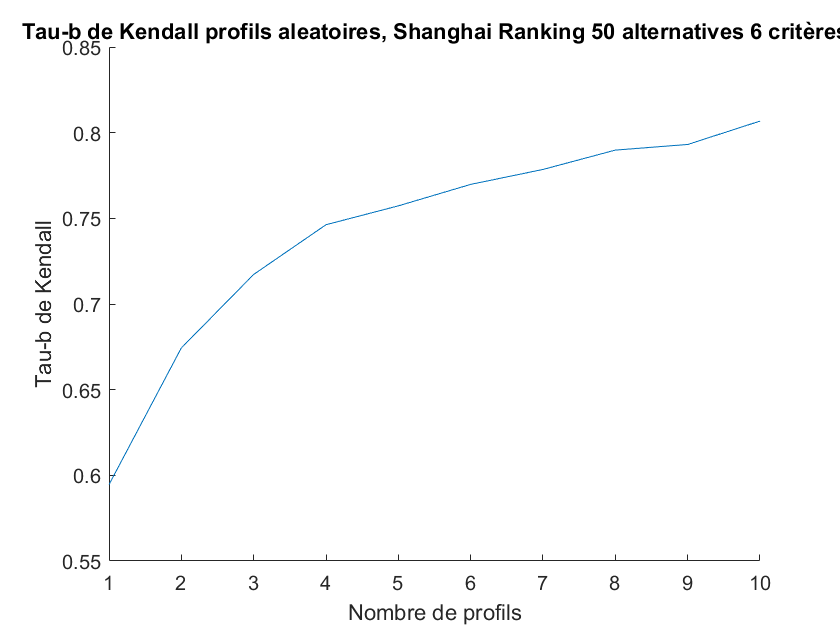 Tau-b de Kendall profils aleatoires, Shanghai Ranking 50 alternatives 6 critères
0.85
0.8
0.75
0.7
0.65
0.6
0.55
Tau-b de Kendall
1 2 3 4 5 6 7 8 9 10
Nombre de profils